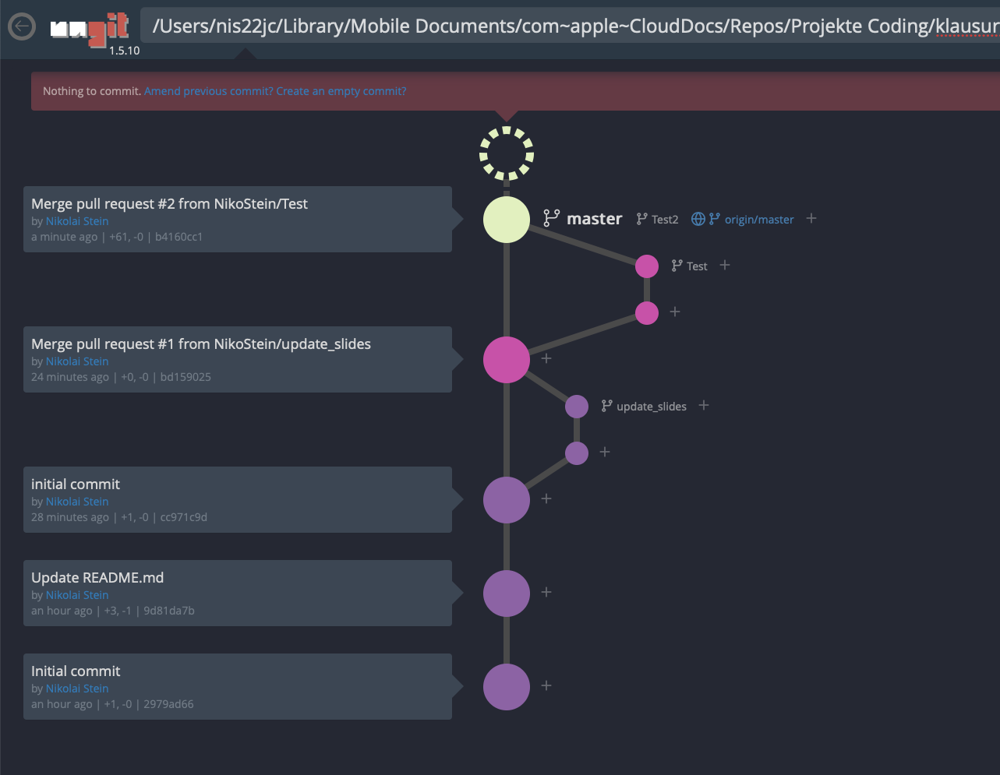 ungit
1.5.10
/Users/nis22jc/Library/Mobile Documents/com~apple~CloudDocs/Repos/Projekte Coding/klausur
Nothing to commit. Amend previous commit? Create an empty commit?
Merge pull request #2 from NikoStein/Test
by Nikolai Stein
a minute ago | +61, -0 | b4160cc1
master Test2 origin/master +
Test +
+
Merge pull request #1 from NikoStein/update_slides
by Nikolai Stein
24 minutes ago | +0, -0 | bd159025
+
update_slides +
+
initial commit
by Nikolai Stein
28 minutes ago | +1, -0 | cc971c9d
+
Update README.md
by Nikolai Stein
an hour ago | +3, -1 | 9d81da7b
+
Initial commit
by Nikolai Stein
an hour ago | +1, -0 | 2979ad66
+